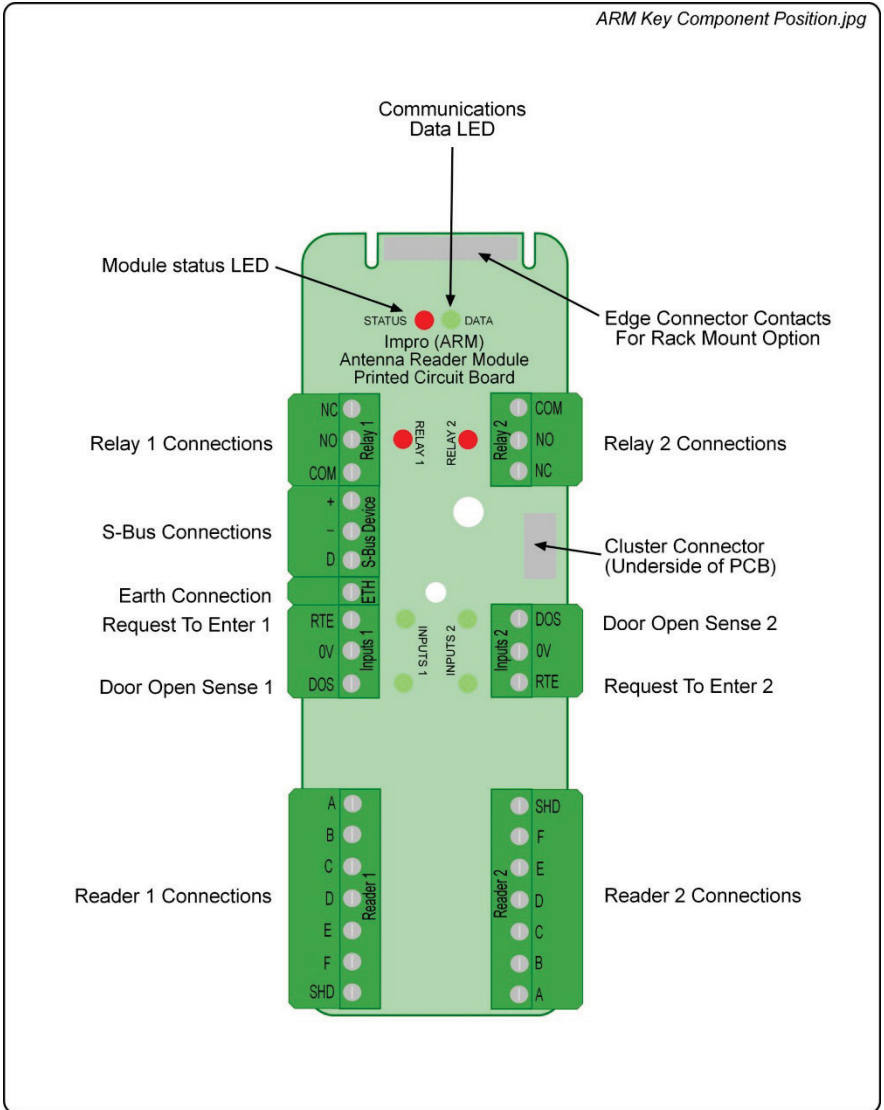 ARM Key Component Position.jpg
Communications
Data LED
Module status LED
Edge Connector Contacts
For Rack Mount Option
STATUS DATA
Impro (ARM)
Antenna Reader Module
Printed Circuit Board
Relay 1 Connections
NC
NO
COM
Relay 1
RELAY 1
RELAY 2
Relay 2
COM
NO
NC
Relay 2 Connections
S-Bus Connections
+
–
D
S-Bus Device
Cluster Connector
(Underside of PCB)
Earth Connection
ETH
Request To Enter 1
Door Open Sense 1
RTE
0V
DOS
Inputs 1
INPUTS 1
INPUTS 2
Inputs 2
DOS
0V
RTE
Door Open Sense 2
Request To Enter 2
Reader 1 Connections
A
B
C
D
E
F
SHD
Reader 1
Reader 2
SHD
F
E
D
C
B
A
Reader 2 Connections